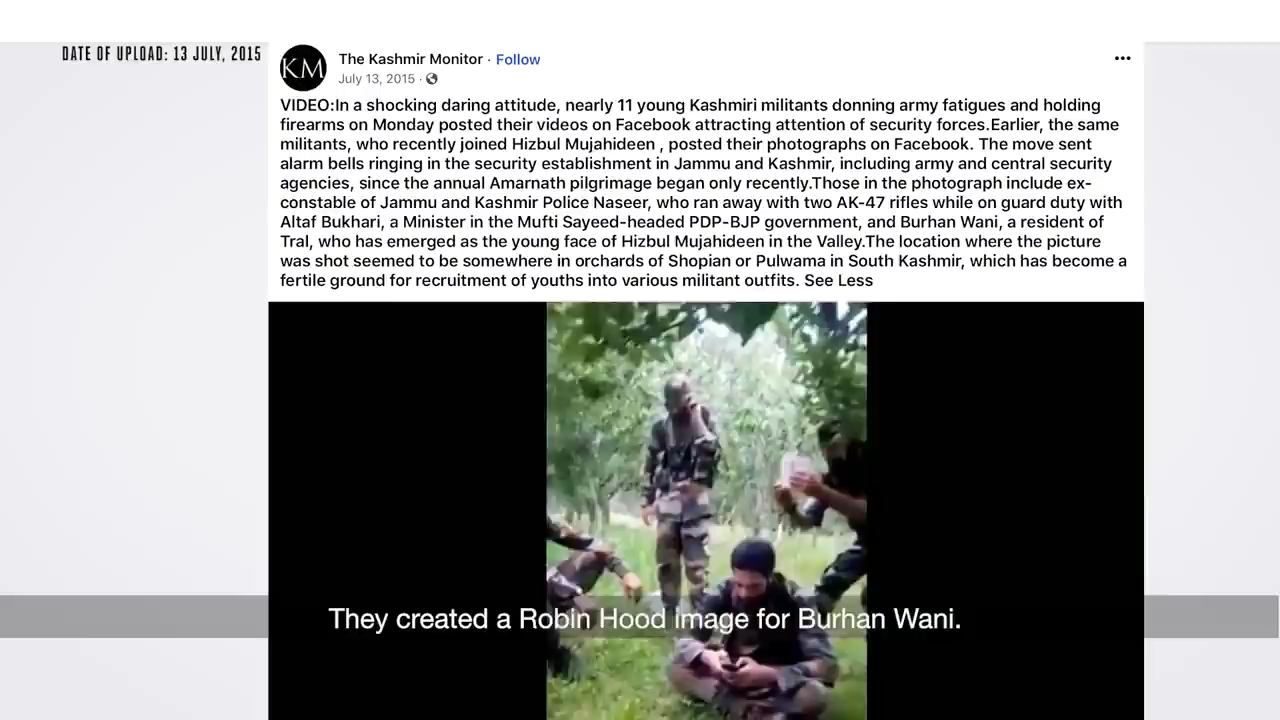 DATE OF UPLOAD: 13 JULY, 2015
KM
The Kashmir Monitor · Follow
July 13, 2015 ·
VIDEO:In a shocking daring attitude, nearly 11 young Kashmiri militants donning army fatigues and holding
firearms on Monday posted their videos on Facebook attracting attention of security forces.Earlier, the same
militants, who recently joined Hizbul Mujahideen , posted their photographs on Facebook. The move sent
alarm bells ringing in the security establishment in Jammu and Kashmir, including army and central security
agencies, since the annual Amarnath pilgrimage began only recently.Those in the photograph include ex-
constable of Jammu and Kashmir Police Naseer, who ran away with two AK-47 rifles while on guard duty with
Altaf Bukhari, a Minister in the Mufti Sayeed-headed PDP-BJP government, and Burhan Wani, a resident of
Tral, who has emerged as the young face of Hizbul Mujahideen in the Valley.The location where the picture
was shot seemed to be somewhere in orchards of Shopian or Pulwama in South Kashmir, which has become a
fertile ground for recruitment of youths into various militant outfits. See Less
They created a Robin Hood image for Burhan Wani.